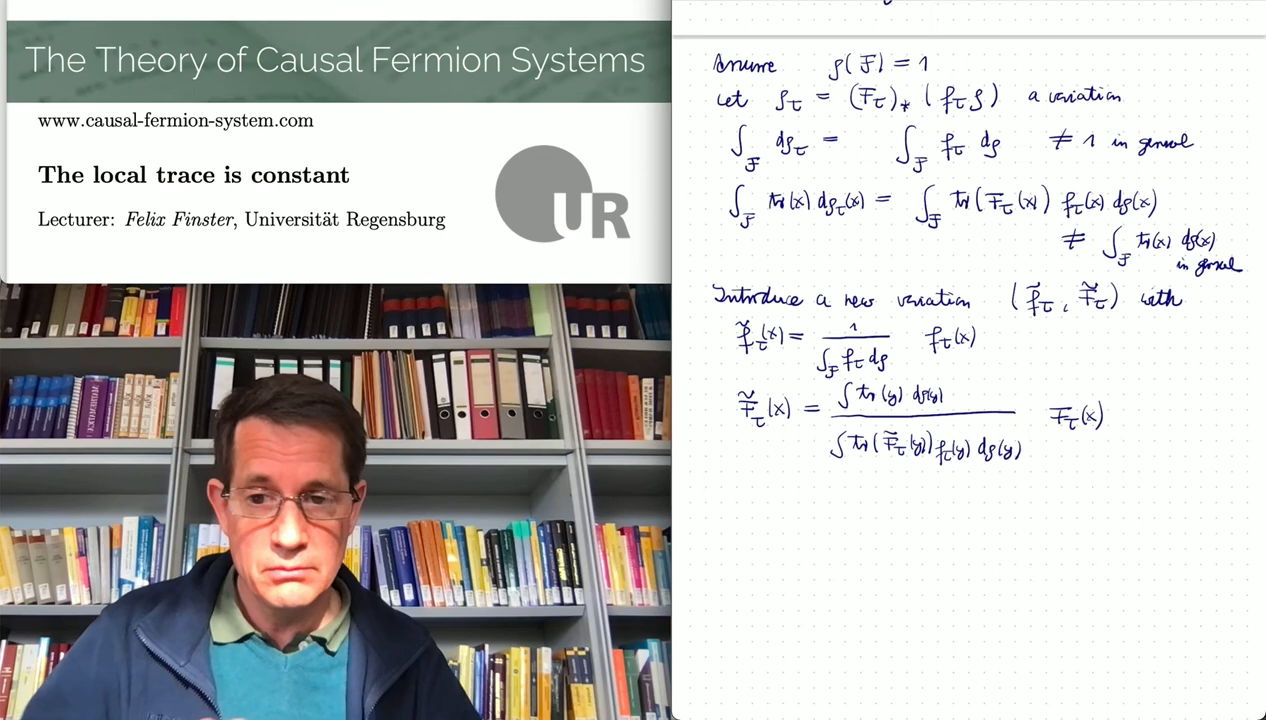 The Theory of Causal Fermion Systems
www.causal-fermion-system.com
The local trace is constant
Lecturer: Felix Finster, Universität Regensburg
UR
Assume ρ(F) = 1
Let ρ_τ = (F_τ)_* (f_τ ρ) a variation
∫_F dρ_τ = ∫_F f_τ dρ ≠ 1 in general
∫_F tr(x) dρ_τ(x) = ∫_F tr(F_τ(x)) f_τ(x) dρ(x)
≠ ∫_F tr(x) dρ(x)
in general
Introduce a new variation (f̃_τ, F̃_τ) with
f̃_τ(x) = 1 / ∫_F f_τ dρ f_τ(x)
F̃_τ(x) = ∫ tr(y) dρ(y) / ∫ tr(F̃_τ(y)) f_τ(y) dρ(y) F_τ(x)
MATHEMATICS